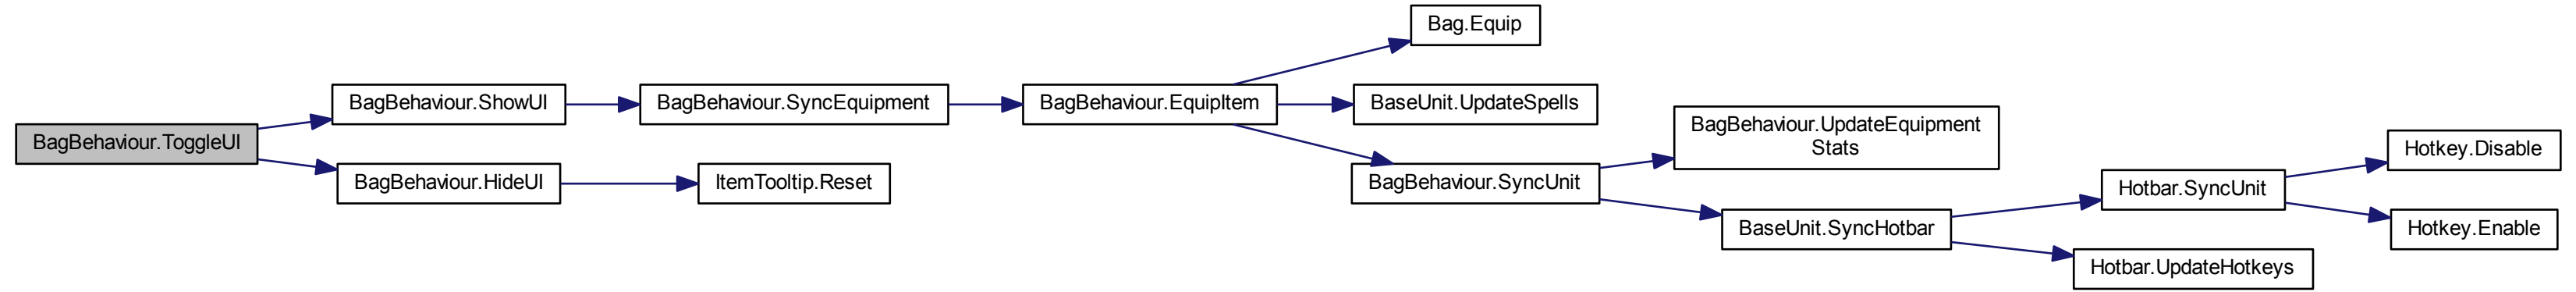 BagBehaviour.ToggleUI
BagBehaviour.ShowUI
BagBehaviour.HideUI
BagBehaviour.SyncEquipment
ItemTooltip.Reset
BagBehaviour.EquipItem
Bag.Equip
BaseUnit.UpdateSpells
BagBehaviour.SyncUnit
BagBehaviour.UpdateEquipment
Stats
BaseUnit.SyncHotbar
Hotbar.SyncUnit
Hotbar.UpdateHotkeys
Hotkey.Disable
Hotkey.Enable